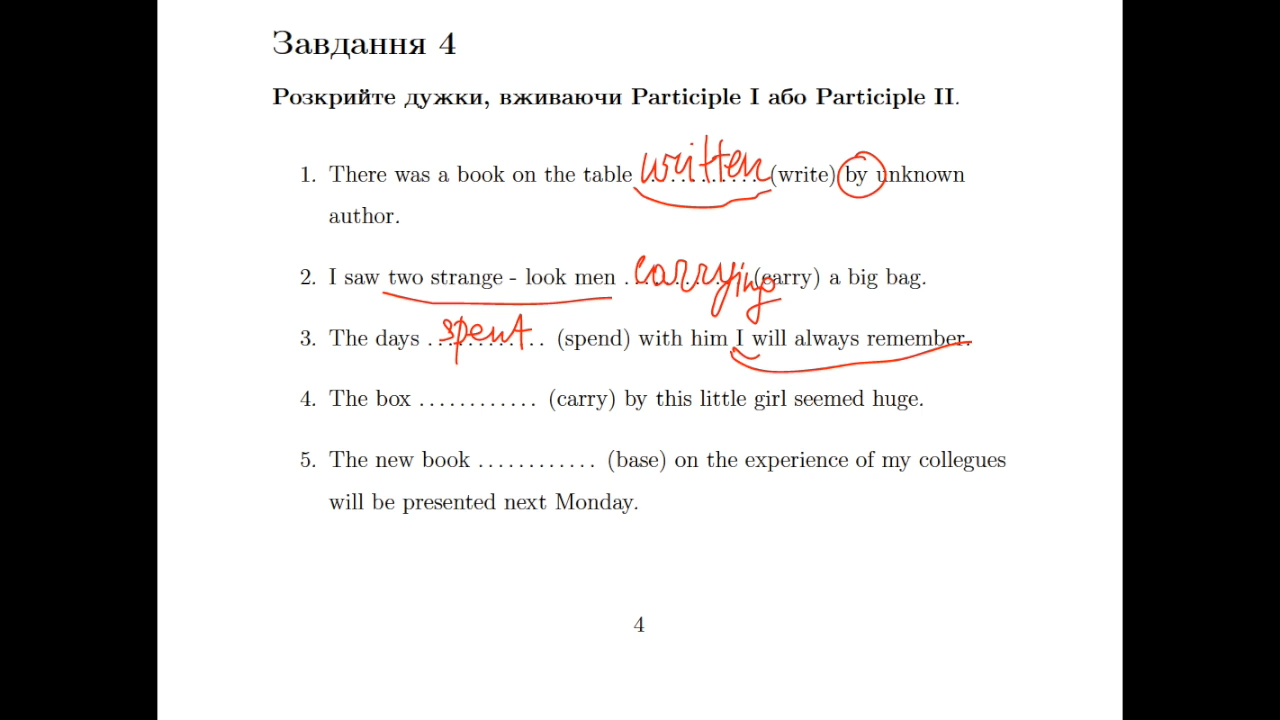 Завдання 4
Розкрийте дужки, вживаючи Participle I або Participle II.
1. There was a book on the table written (write) by unknown
author.
2. I saw two strange - look men . carrying (carry) a big bag.
3. The days . spent . . (spend) with him I will always remember.
4. The box ............ (carry) by this little girl seemed huge.
5. The new book ............ (base) on the experience of my collegues
will be presented next Monday.
4